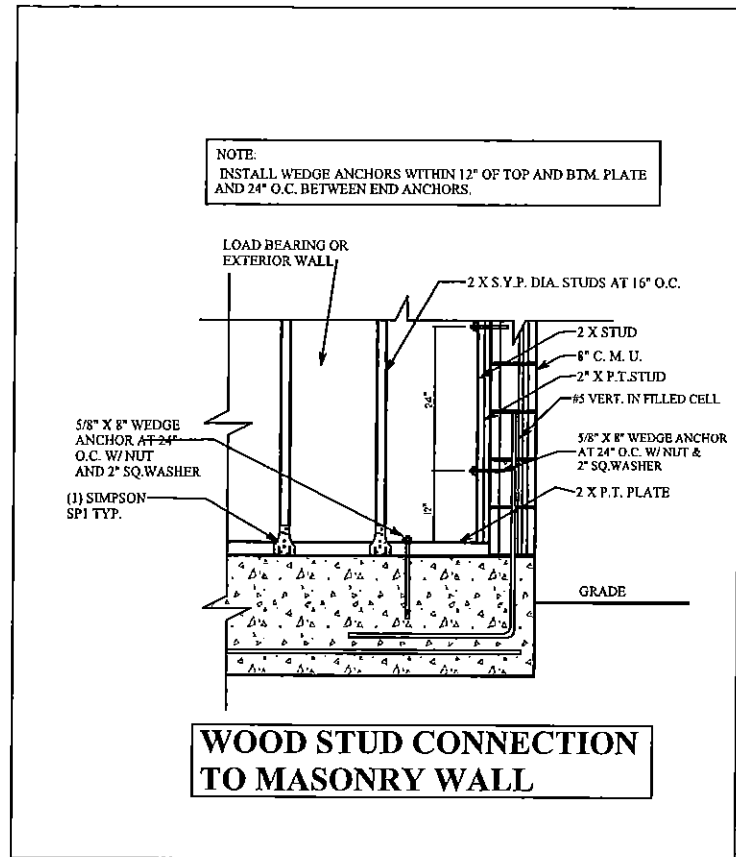 NOTE:
INSTALL WEDGE ANCHORS WITHIN 12" OF TOP AND BTM. PLATE
AND 24" O.C. BETWEEN END ANCHORS.
LOAD BEARING OR
EXTERIOR WALL
2 X S.Y.P. DIA. STUDS AT 16" O.C.
2 X STUD
8" C. M. U.
2" X P.T.STUD
#5 VERT. IN FILLED CELL
24"
5/8" X 8" WEDGE
ANCHOR AT 24"
O.C. W/ NUT
AND 2" SQ.WASHER
5/8" X 8" WEDGE ANCHOR
AT 24" O.C. W/ NUT &
2" SQ.WASHER
(1) SIMPSON
SP1 TYP.
12"
2 X P.T. PLATE
GRADE
WOOD STUD CONNECTION
TO MASONRY WALL